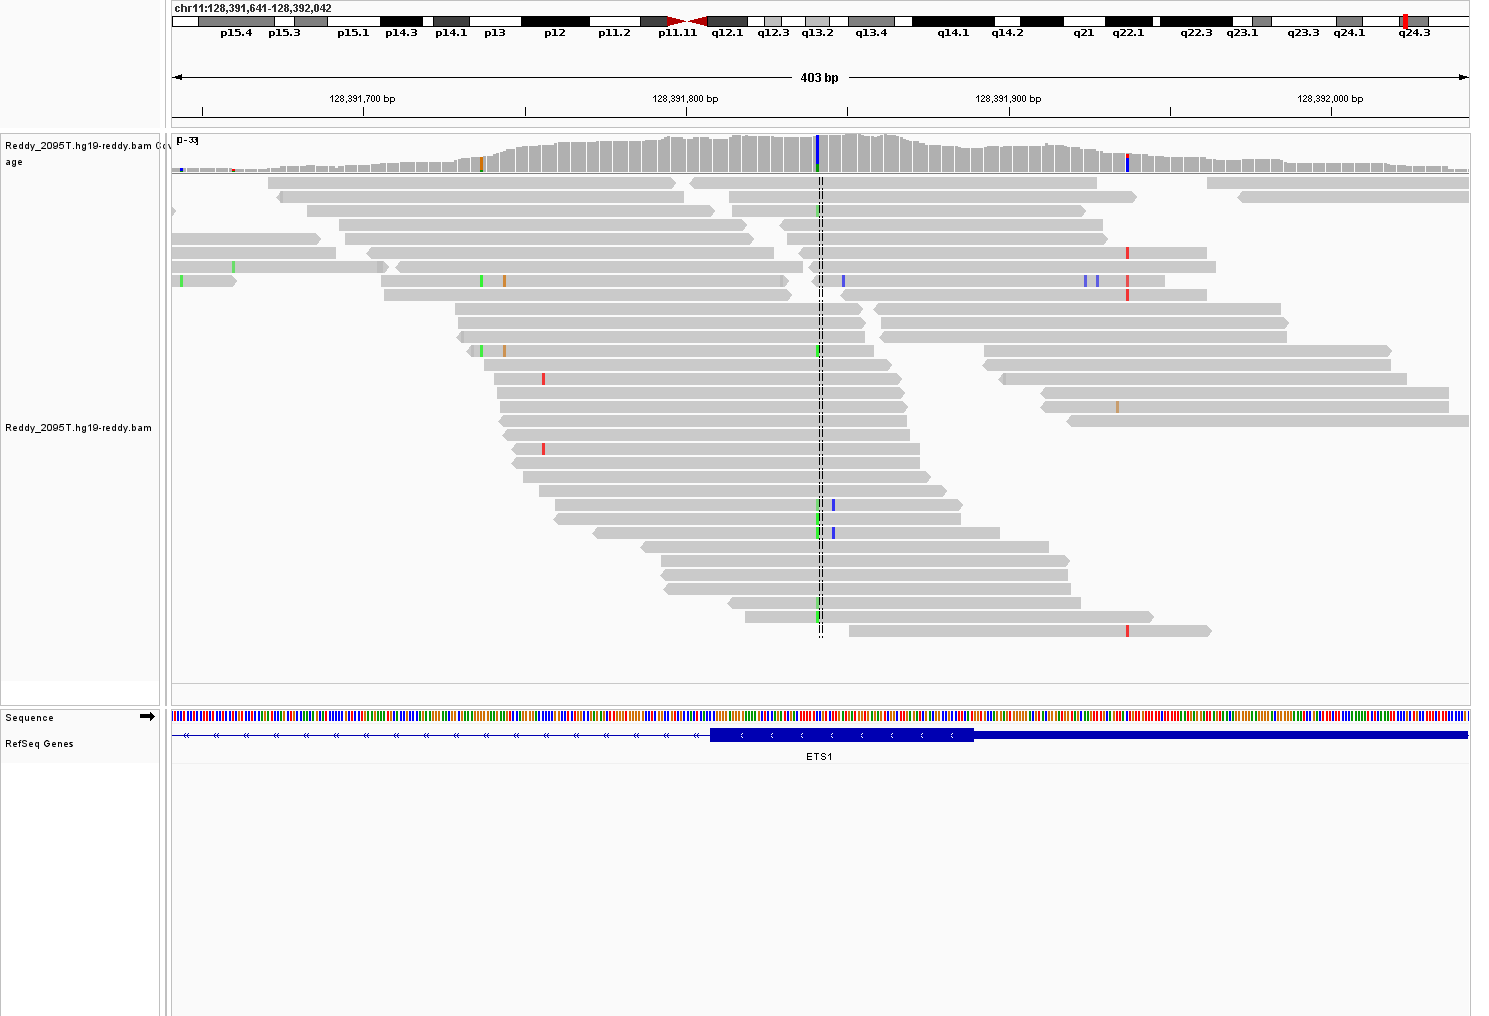 chr11:128,391,641-128,392,042
p15.4 p15.3 p15.1 p14.3 p14.1 p13 p12 p11.2 p11.11 q12.1 q12.3 q13.2 q13.4 q14.1 q14.2 q21 q22.1 q22.3 q23.1 q23.3 q24.1 q24.3
403 bp
128,391,700 bp 128,391,800 bp 128,391,900 bp 128,392,000 bp
[0-33]
Reddy_2095T.hg19-reddy.bam Cov
age
Reddy_2095T.hg19-reddy.bam
Sequence
RefSeq Genes
ETS1